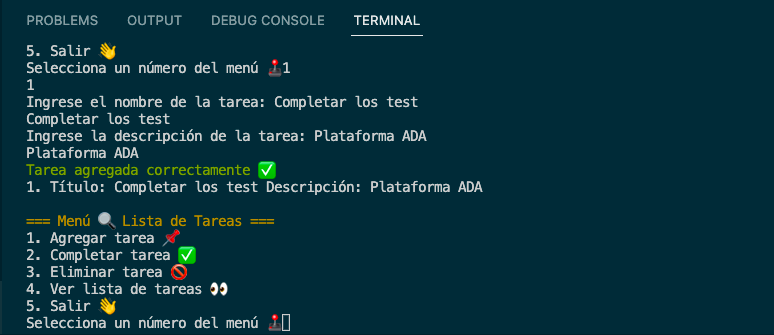 PROBLEMS OUTPUT DEBUG CONSOLE TERMINAL
5. Salir 👋
Selecciona un número del menú 🕹️1
1
Ingrese el nombre de la tarea: Completar los test
Completar los test
Ingrese la descripción de la tarea: Plataforma ADA
Plataforma ADA
Tarea agregada correctamente ✅
1. Título: Completar los test Descripción: Plataforma ADA
=== Menú 🔍 Lista de Tareas ===
1. Agregar tarea 📌
2. Completar tarea ✅
3. Eliminar tarea 🚫
4. Ver lista de tareas 👀
5. Salir 👋
Selecciona un número del menú 🕹️